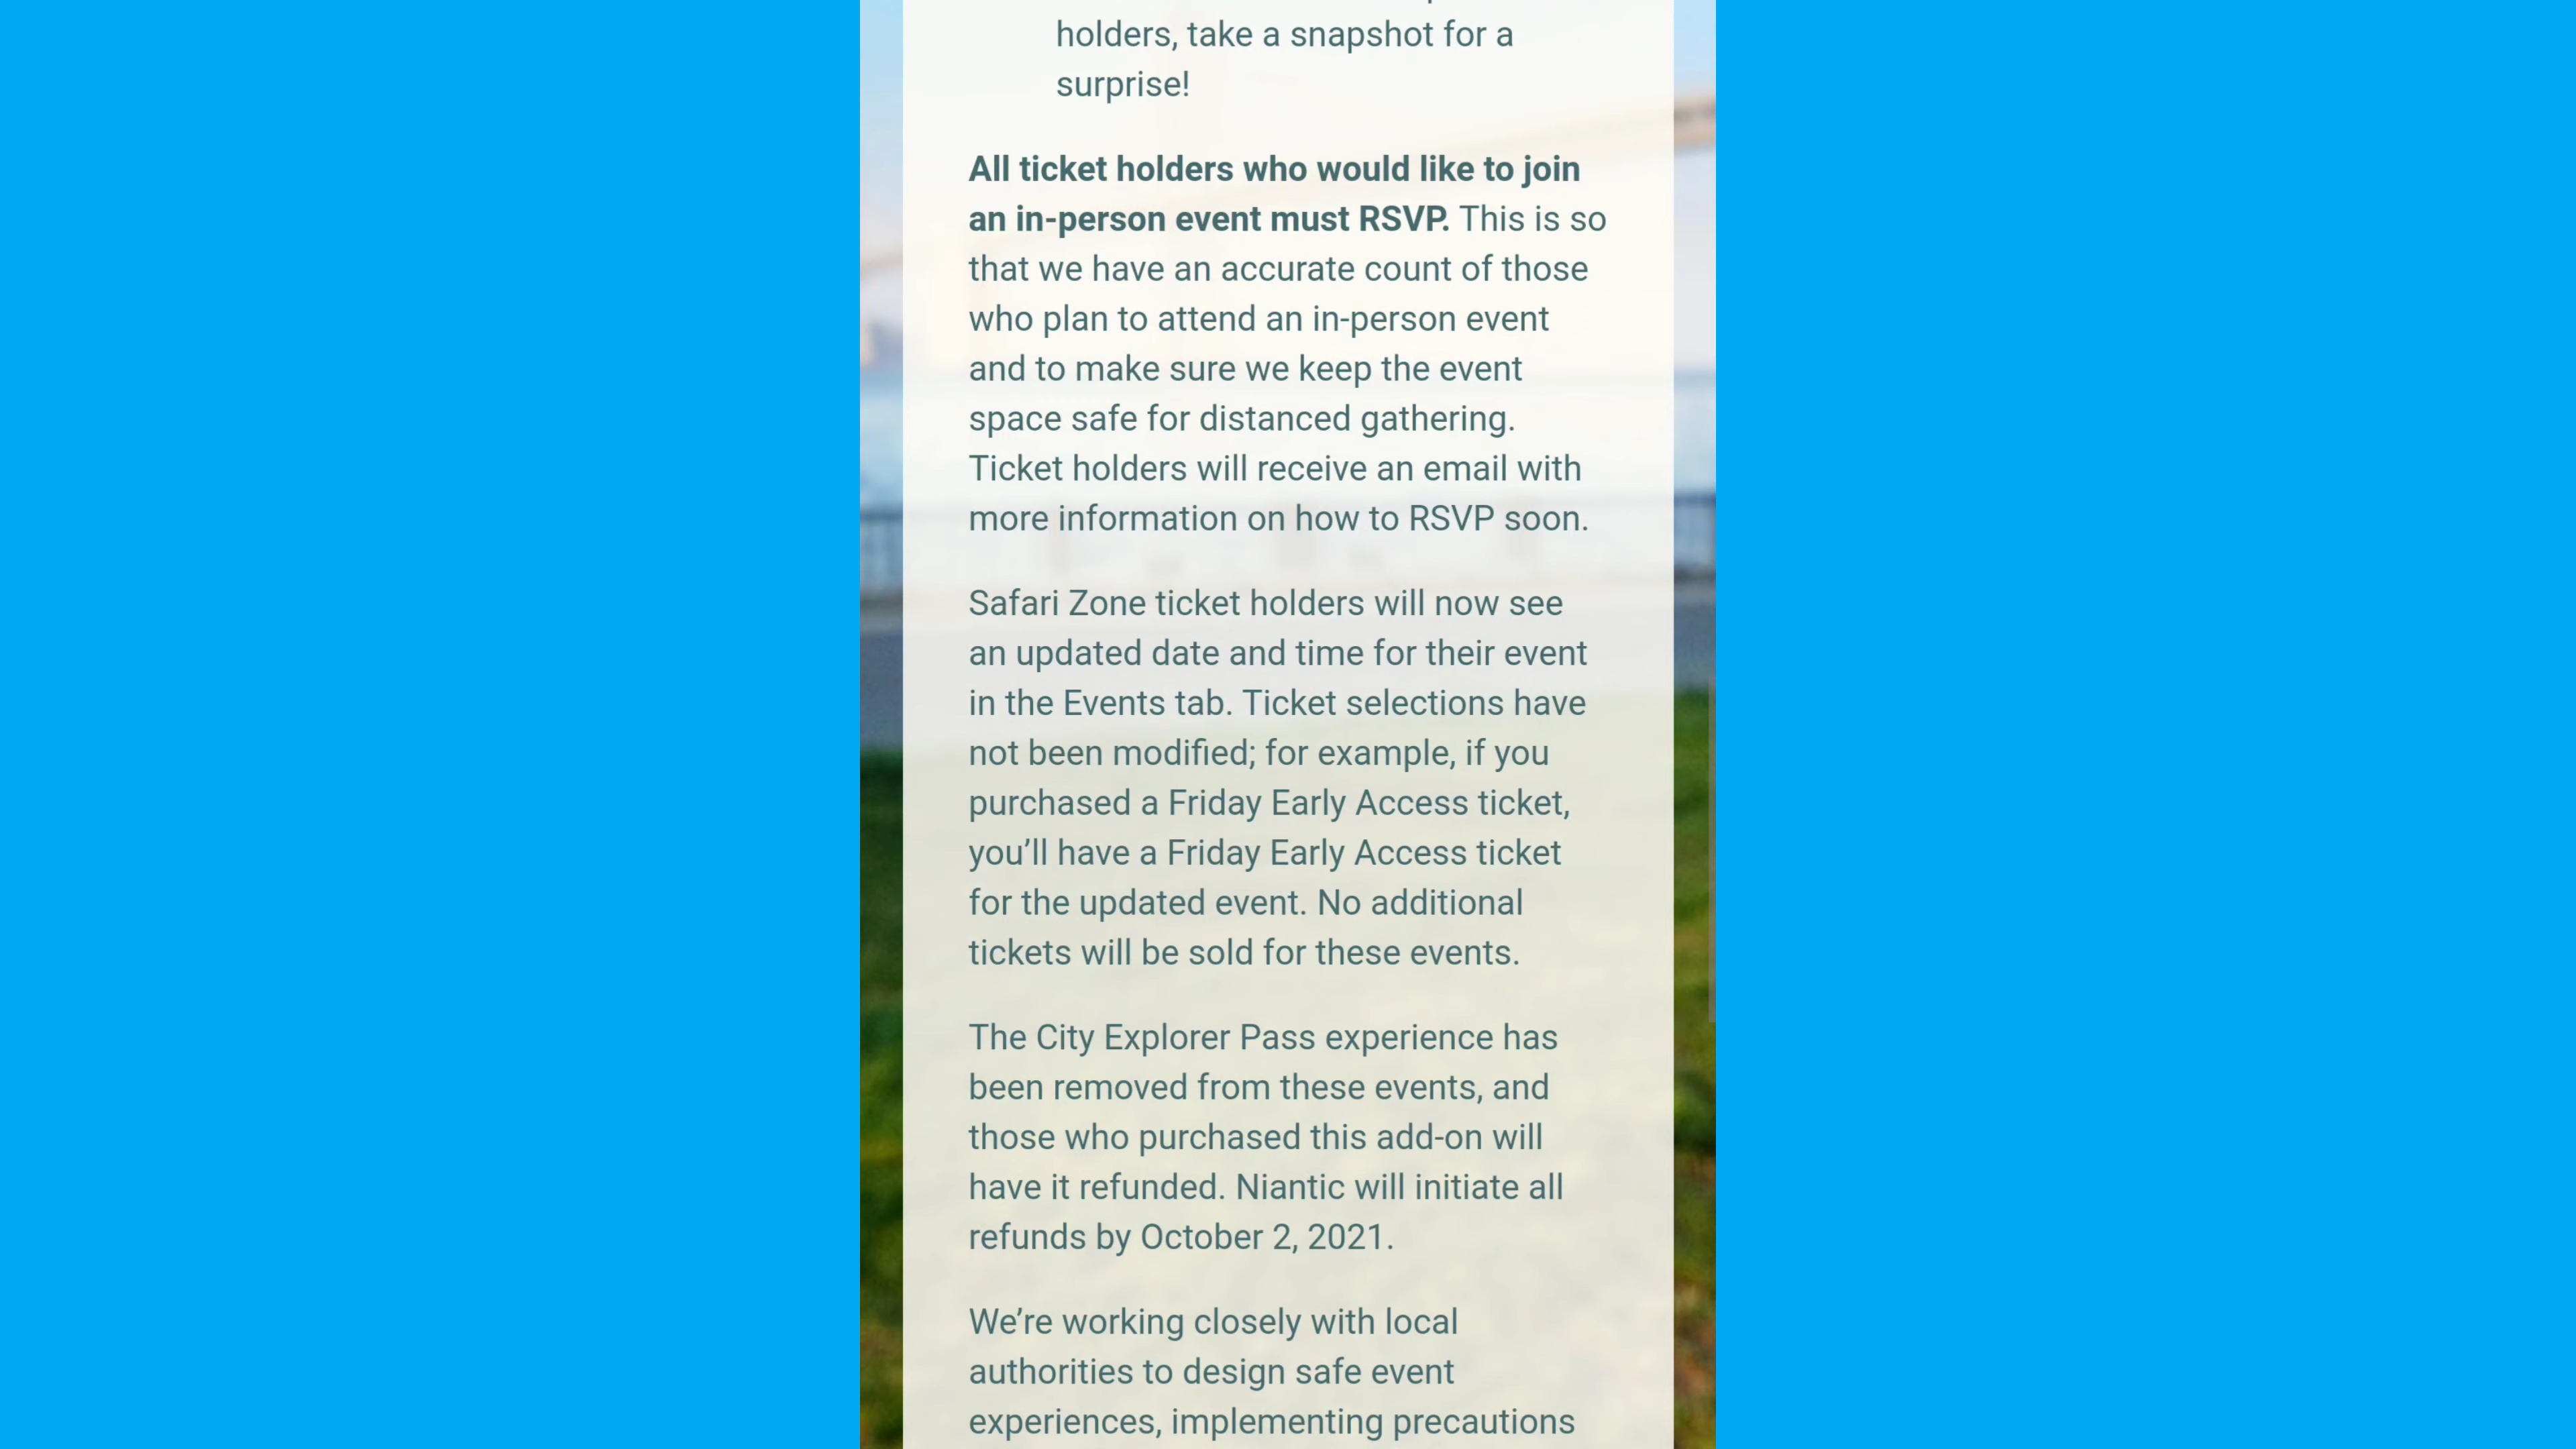 holders, take a snapshot for a
surprise!
All ticket holders who would like to join
an in-person event must RSVP. This is so
that we have an accurate count of those
who plan to attend an in-person event
and to make sure we keep the event
space safe for distanced gathering.
Ticket holders will receive an email with
more information on how to RSVP soon.
Safari Zone ticket holders will now see
an updated date and time for their event
in the Events tab. Ticket selections have
not been modified; for example, if you
purchased a Friday Early Access ticket,
you’ll have a Friday Early Access ticket
for the updated event. No additional
tickets will be sold for these events.
The City Explorer Pass experience has
been removed from these events, and
those who purchased this add-on will
have it refunded. Niantic will initiate all
refunds by October 2, 2021.
We’re working closely with local
authorities to design safe event
experiences, implementing precautions